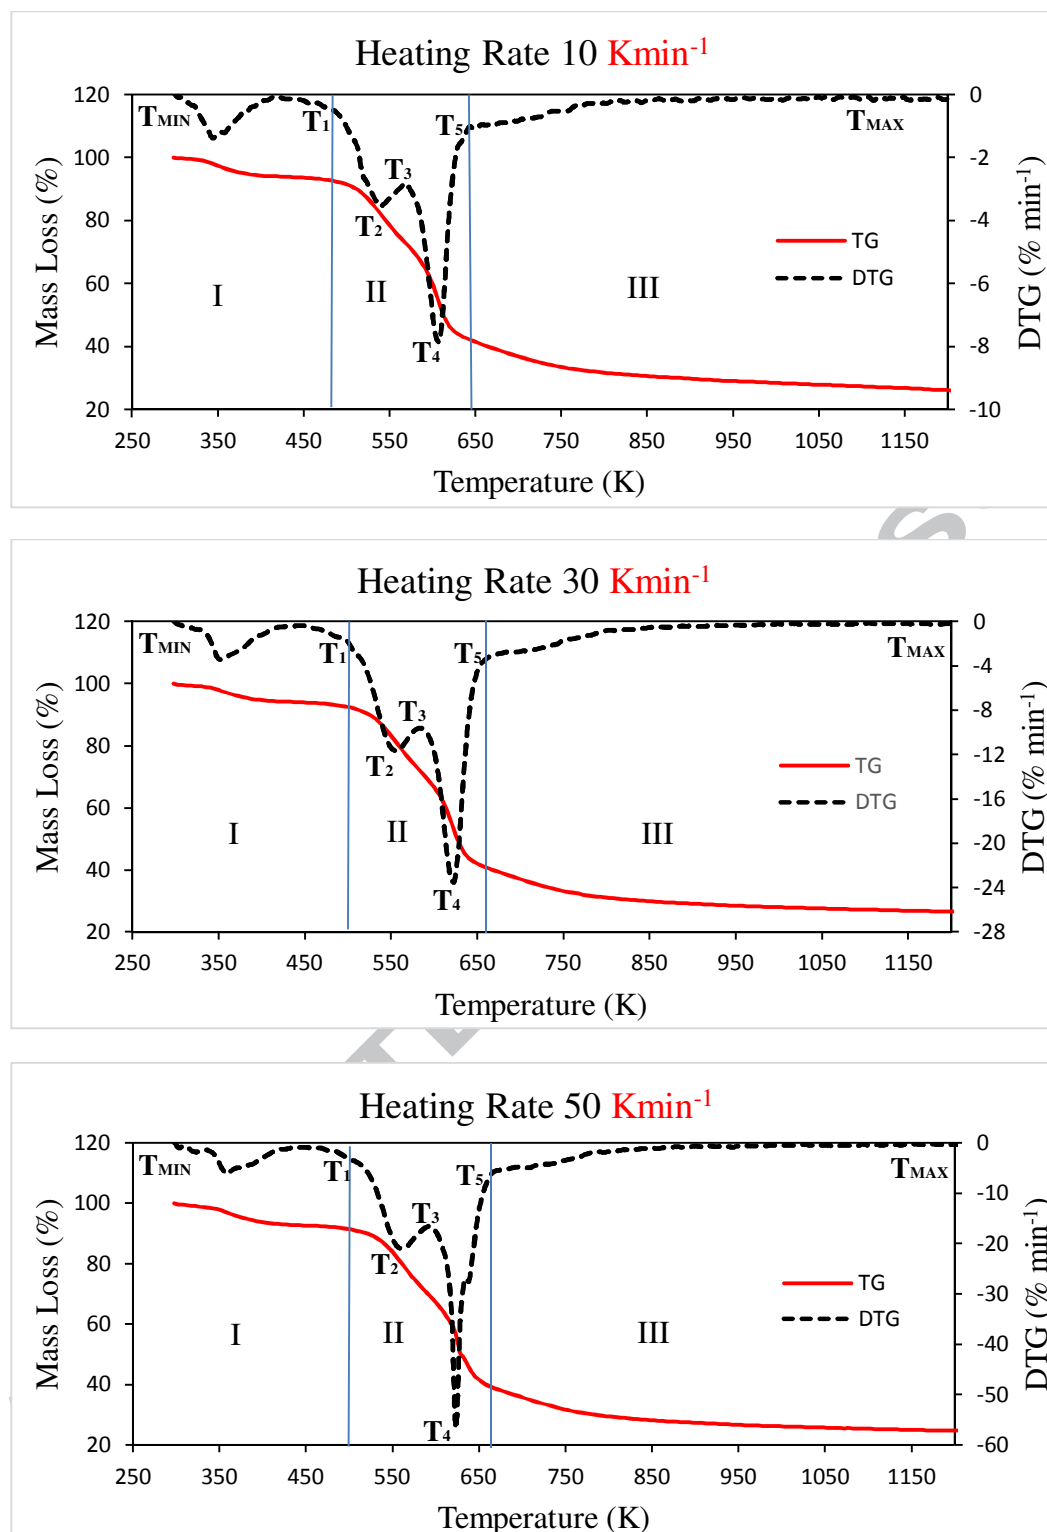 Heating Rate 10 Kmin⁻¹
120
100
80
60
40
20
Mass Loss (%)
0
-2
-4
-6
-8
-10
DTG (% min⁻¹)
T_MIN
T₁
T₂
T₃
T₄
T₅
T_MAX
I
II
III
TG
DTG
250 350 450 550 650 750 850 950 1050 1150
Temperature (K)
Heating Rate 30 Kmin⁻¹
120
100
80
60
40
20
Mass Loss (%)
0
-4
-8
-12
-16
-20
-24
-28
DTG (% min⁻¹)
T_MIN
T₁
T₂
T₃
T₄
T₅
T_MAX
I
II
III
TG
DTG
250 350 450 550 650 750 850 950 1050 1150
Temperature (K)
Heating Rate 50 Kmin⁻¹
120
100
80
60
40
20
Mass Loss (%)
0
-10
-20
-30
-40
-50
-60
DTG (% min⁻¹)
T_MIN
T₁
T₂
T₃
T₄
T₅
T_MAX
I
II
III
TG
DTG
250 350 450 550 650 750 850 950 1050 1150
Temperature (K)